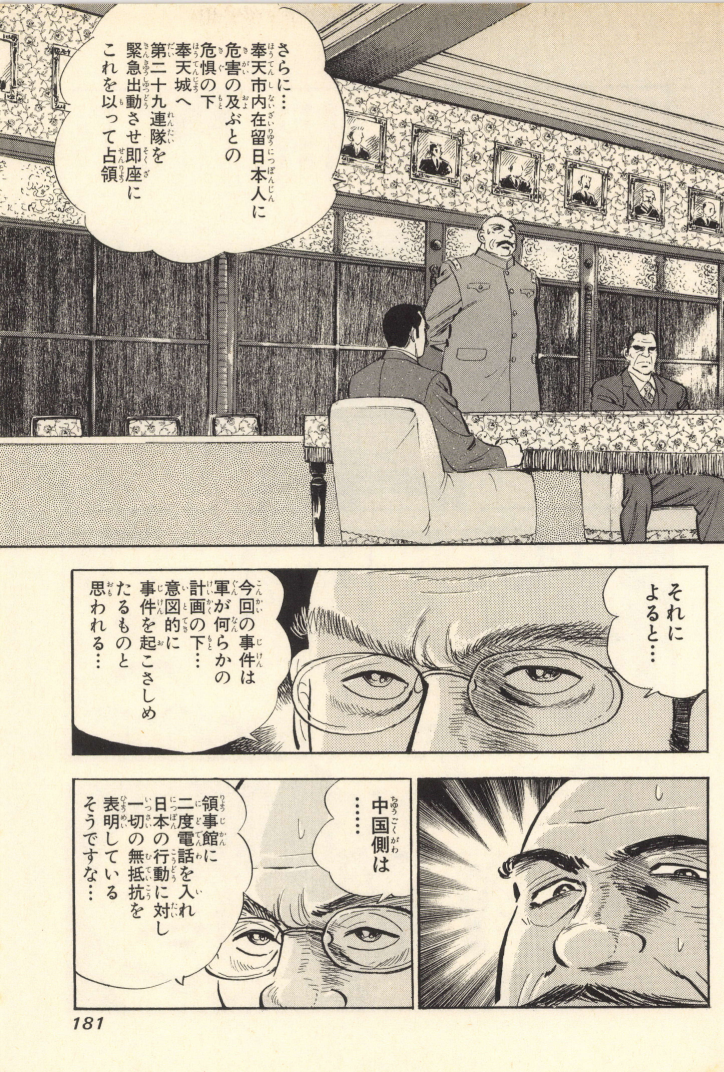 さらに…
奉天市内在留日本人に
危害の及ぶとの
危惧の下
奉天城へ
第二十九連隊を
緊急出動させ即座に
これを以って占領
それに
よると…
今回の事件は
軍が何らかの
計画の下…
意図的に
事件を起こさしめ
たるものと
思われる…
中国側は
……
領事館に
二度電話を入れ
日本の行動に対し
一切の無抵抗を
表明している
そうですな…
181